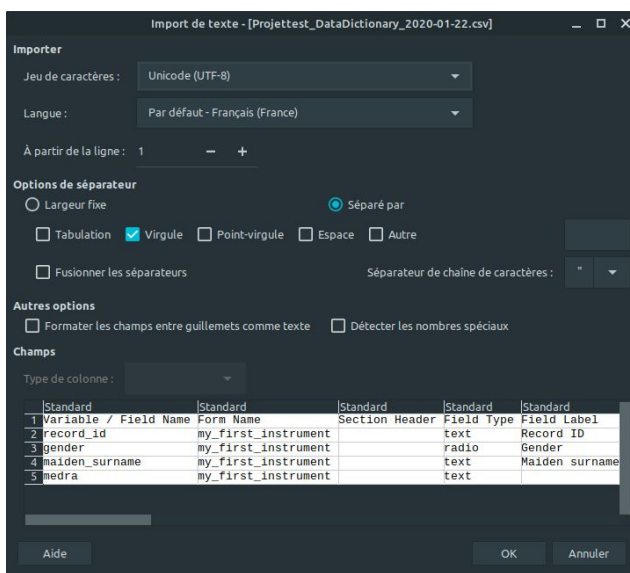 Import de texte - [Projettest_DataDictionary_2020-01-22.csv]
Importer
Jeu de caractères : Unicode (UTF-8)
Langue : Par défaut - Français (France)
À partir de la ligne : 1 − +
Options de séparateur
Largeur fixe Séparé par
Tabulation Virgule Point-virgule Espace Autre
Fusionner les séparateurs Séparateur de chaîne de caractères : "
Autres options
Formater les champs entre guillemets comme texte Détecter les nombres spéciaux
Champs
Type de colonne :
Standard Standard Standard Standard Standard
1 Variable / Field Name Form Name Section Header Field Type Field Label
2 record_id my_first_instrument text Record ID
3 gender my_first_instrument radio Gender
4 maiden_surname my_first_instrument text Maiden surname
5 medra my_first_instrument text
Aide OK Annuler